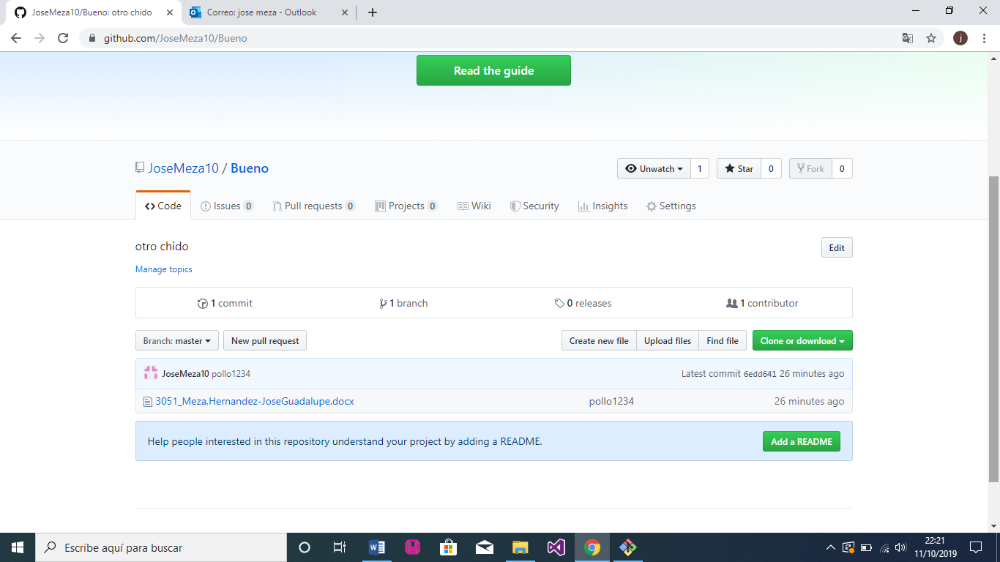 JoseMeza10/Bueno: otro chido
Correo: jose meza - Outlook
github.com/JoseMeza10/Bueno
j
Read the guide
JoseMeza10 / Bueno
Unwatch 1
Star 0
Fork 0
Code
Issues 0
Pull requests 0
Projects 0
Wiki
Security
Insights
Settings
otro chido
Edit
Manage topics
1 commit
1 branch
0 releases
1 contributor
Branch: master
New pull request
Create new file
Upload files
Find file
Clone or download
JoseMeza10 pollo1234
Latest commit 6edd641 26 minutes ago
3051_Meza,Hernandez-JoseGuadalupe.docx
pollo1234
26 minutes ago
Help people interested in this repository understand your project by adding a README.
Add a README
Escribe aquí para buscar
22:21
11/10/2019